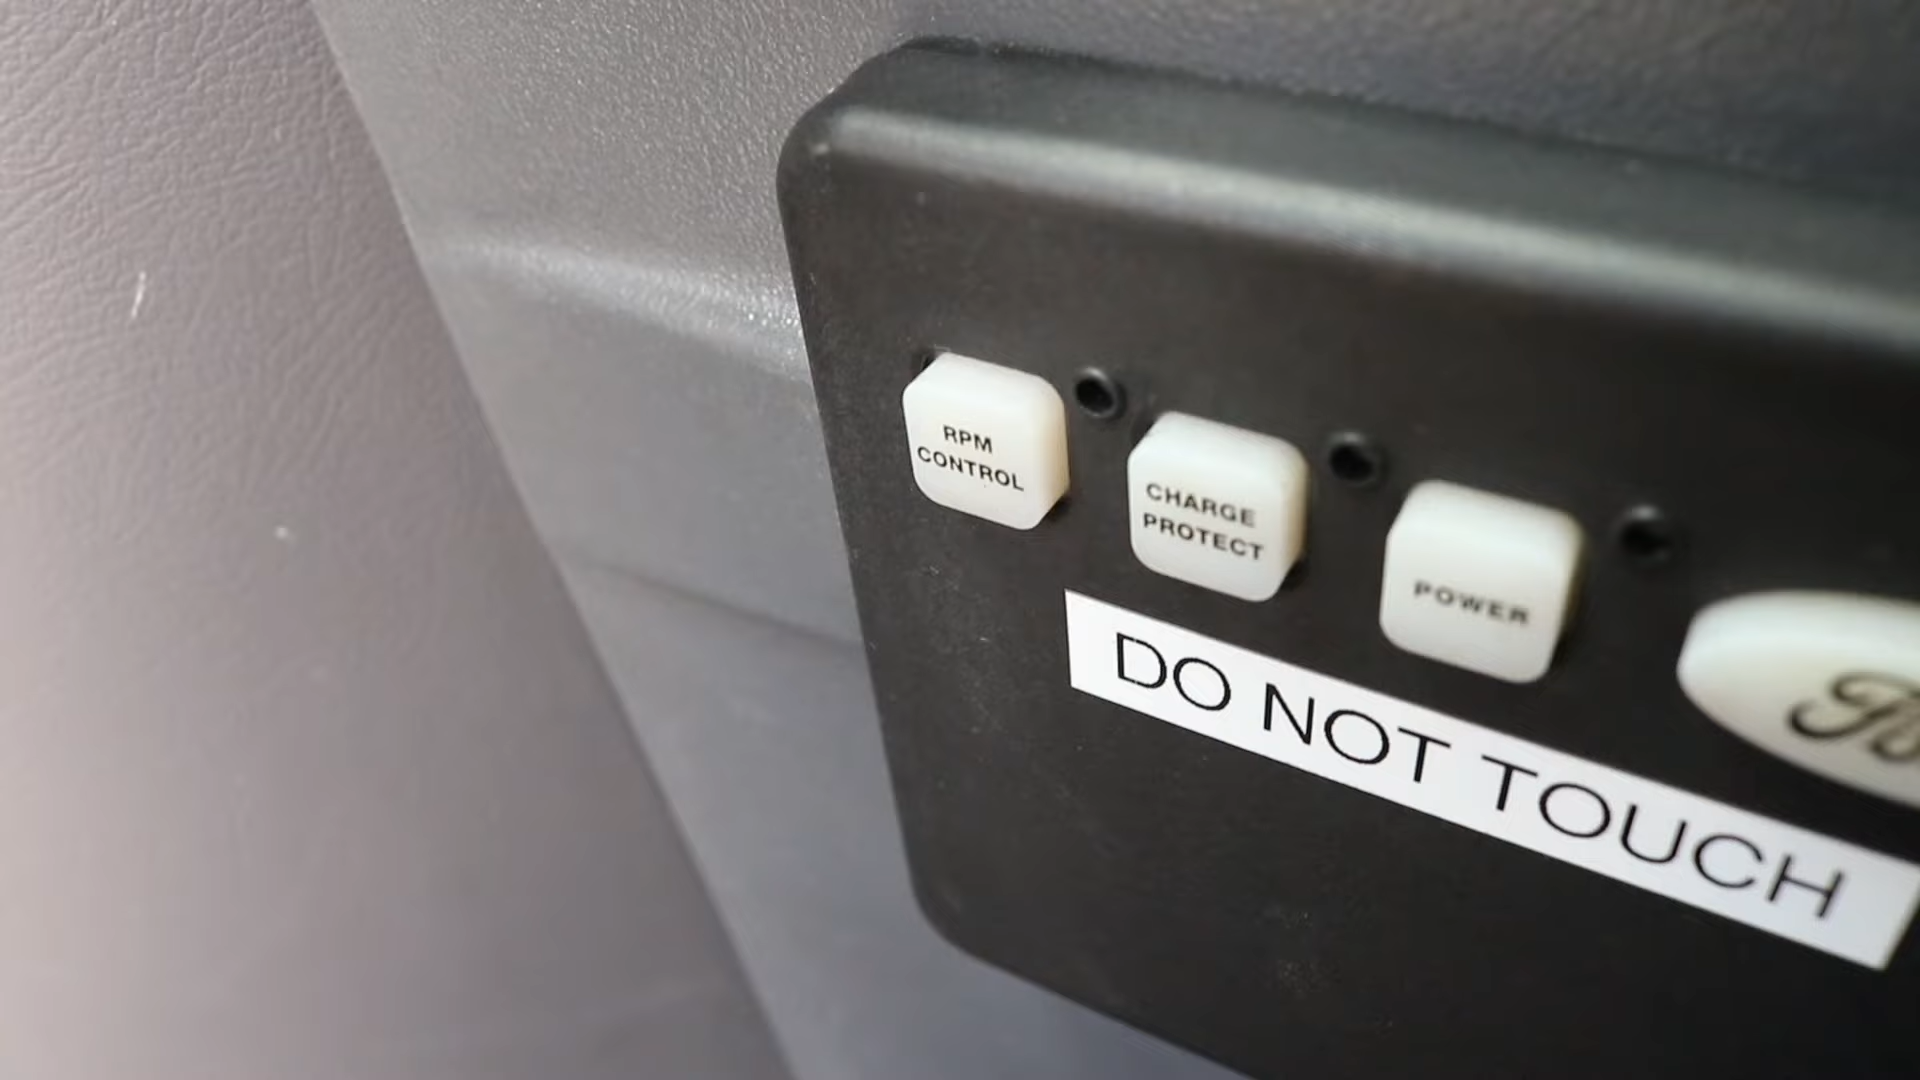 RPM
CONTROL
CHARGE
PROTECT
POWER
DO NOT TOUCH